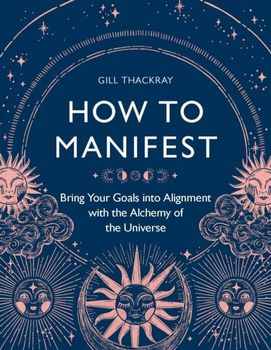 GILL THACKRAY
HOW TO
MANIFEST
Bring Your Goals into Alignment
with the Alchemy of
the Universe